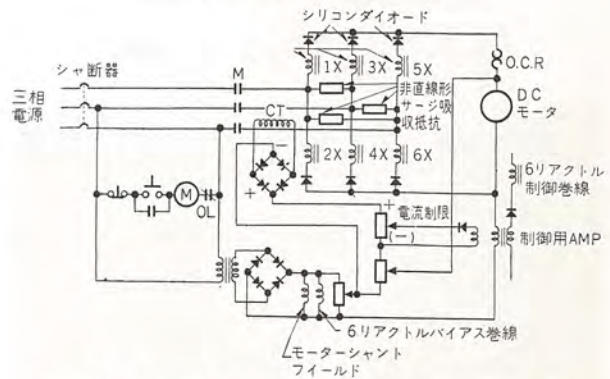 シリコンダイオード
シャ断器
M
1X
3X
5X
O.C.R
三相
電源
CT
非直線形
サージ吸
収抵抗
DC
モータ
2X
4X
6X
−
+
M
OL
+
電流制限
(−)
6リアクトル
制御巻線
制御用AMP
6リアクトルバイアス巻線
モーターシャント
フイールド